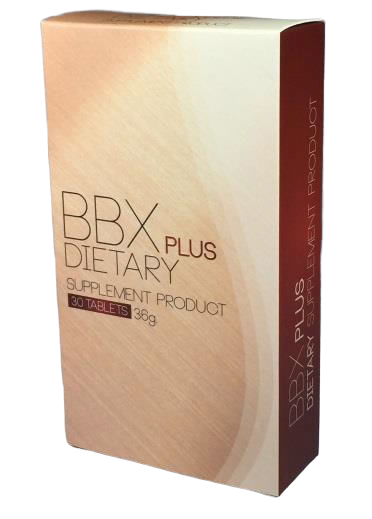 BBX PLUS
DIETARY
SUPPLEMENT PRODUCT
30 TABLETS 36g.
BBX PLUS
DIETARY SUPPLEMENT PRODUCT